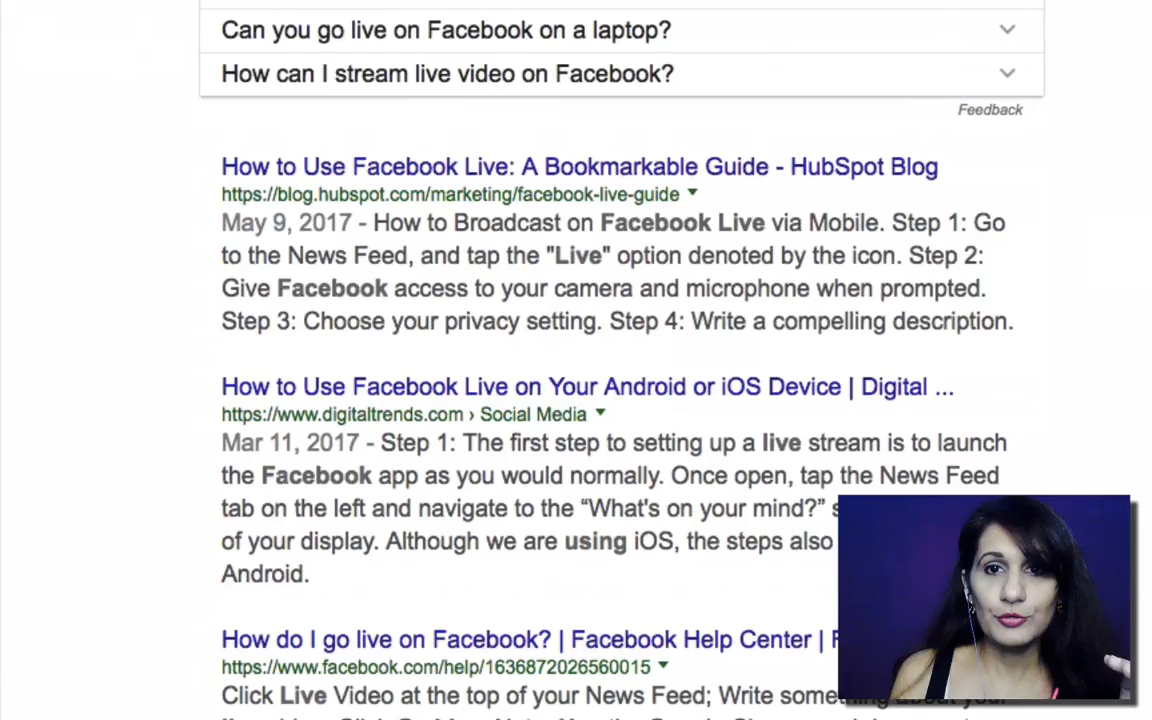 Can you go live on Facebook on a laptop?
How can I stream live video on Facebook?
Feedback
How to Use Facebook Live: A Bookmarkable Guide - HubSpot Blog
https://blog.hubspot.com/marketing/facebook-live-guide
May 9, 2017 - How to Broadcast on Facebook Live via Mobile. Step 1: Go
to the News Feed, and tap the "Live" option denoted by the icon. Step 2:
Give Facebook access to your camera and microphone when prompted.
Step 3: Choose your privacy setting. Step 4: Write a compelling description.
How to Use Facebook Live on Your Android or iOS Device | Digital ...
https://www.digitaltrends.com › Social Media
Mar 11, 2017 - Step 1: The first step to setting up a live stream is to launch
the Facebook app as you would normally. Once open, tap the News Feed
tab on the left and navigate to the “What's on your mind?”
of your display. Although we are using iOS, the steps also
Android.
How do I go live on Facebook? | Facebook Help Center |
https://www.facebook.com/help/1636872026560015
Click Live Video at the top of your News Feed; Write something about your